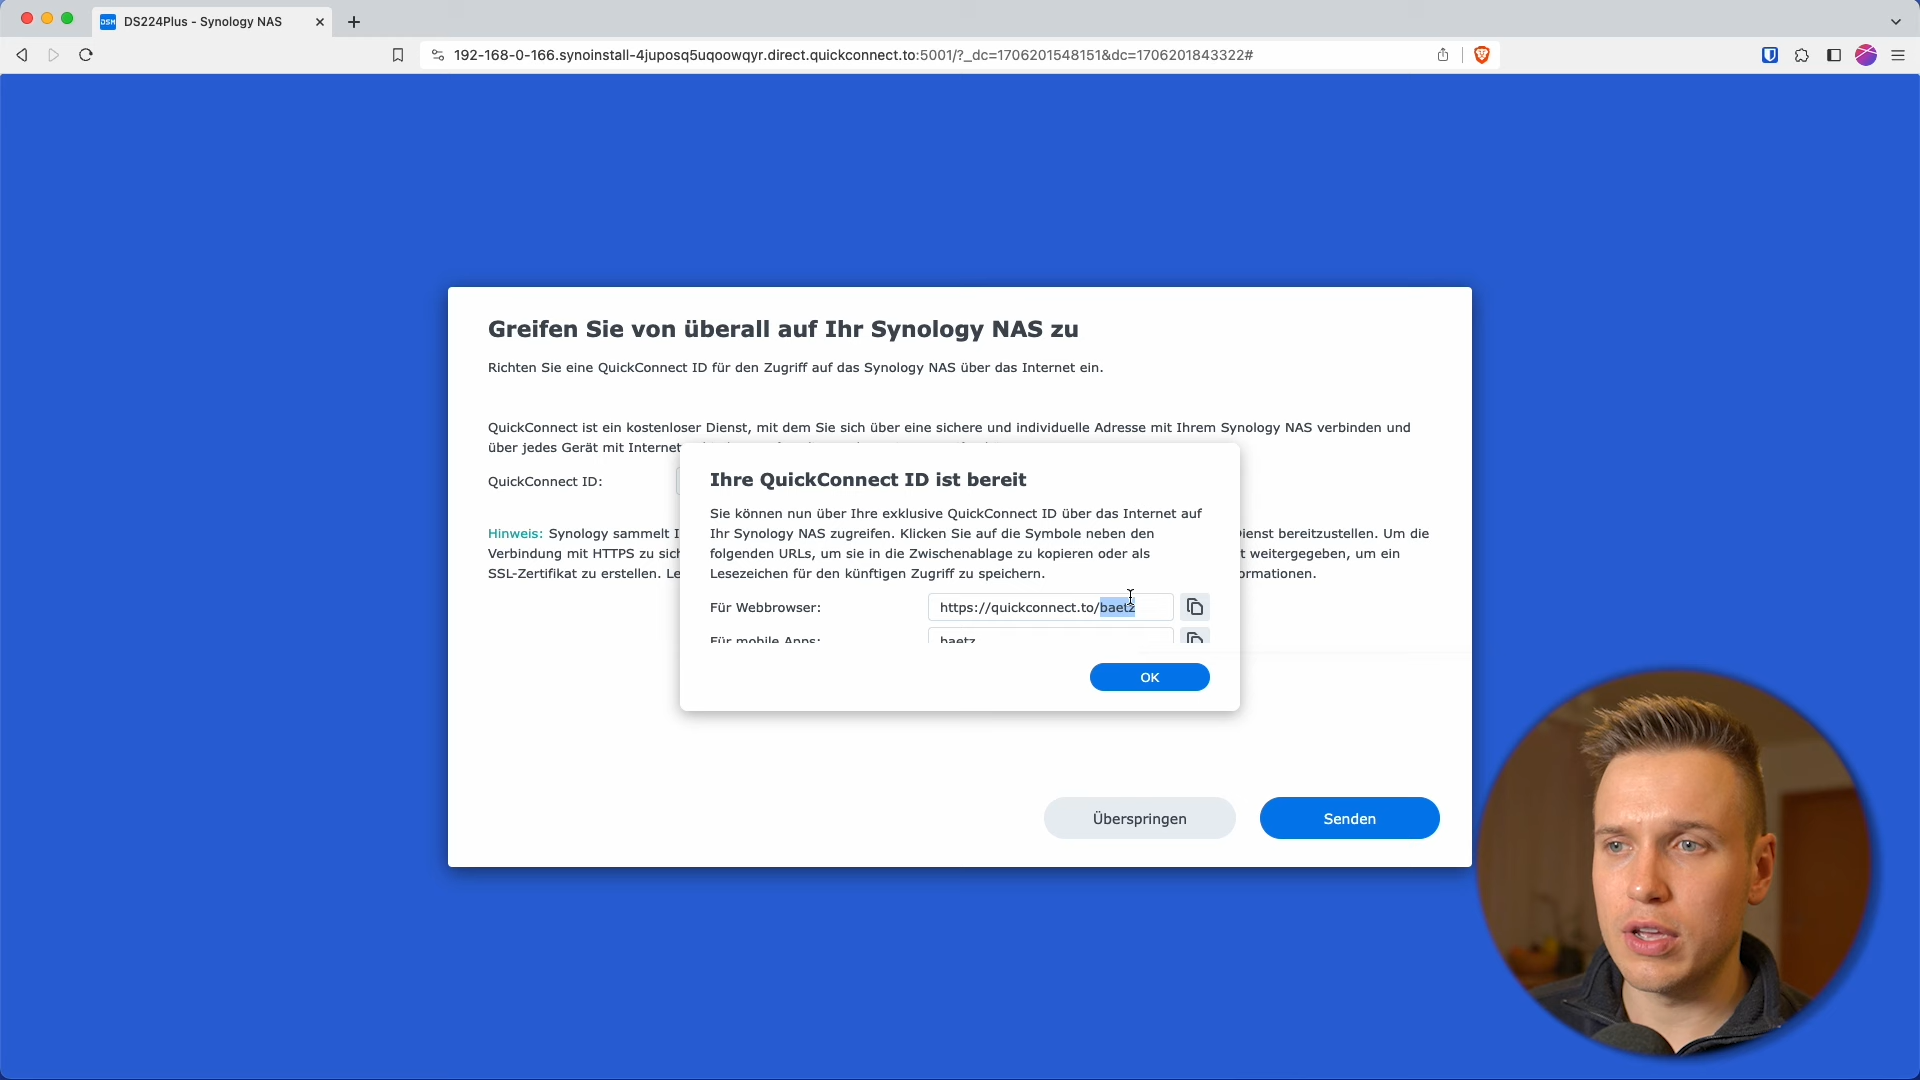 DS224Plus - Synology NAS
192-168-0-166.synoinstall-4juposq5uqoowqyr.direct.quickconnect.to:5001/?_dc=1706201548151&dc=1706201843322#
Greifen Sie von überall auf Ihr Synology NAS zu
Richten Sie eine QuickConnect ID für den Zugriff auf das Synology NAS über das Internet ein.
QuickConnect ist ein kostenloser Dienst, mit dem Sie sich über eine sichere und individuelle Adresse mit Ihrem Synology NAS verbinden und
über jedes Gerät mit Internet
QuickConnect ID:
Hinweis: Synology sammelt
Dienst bereitzustellen. Um die
Verbindung mit HTTPS zu
weitergegeben, um ein
SSL-Zertifikat zu erstellen.
Ihre QuickConnect ID ist bereit
Sie können nun über Ihre exklusive QuickConnect ID über das Internet auf
Ihr Synology NAS zugreifen. Klicken Sie auf die Symbole neben den
folgenden URLs, um sie in die Zwischenablage zu kopieren oder als
Lesezeichen für den künftigen Zugriff zu speichern.
Für Webbrowser:
https://quickconnect.to/baetz
Für mobile Apps:
baetz
OK
Überspringen
Senden